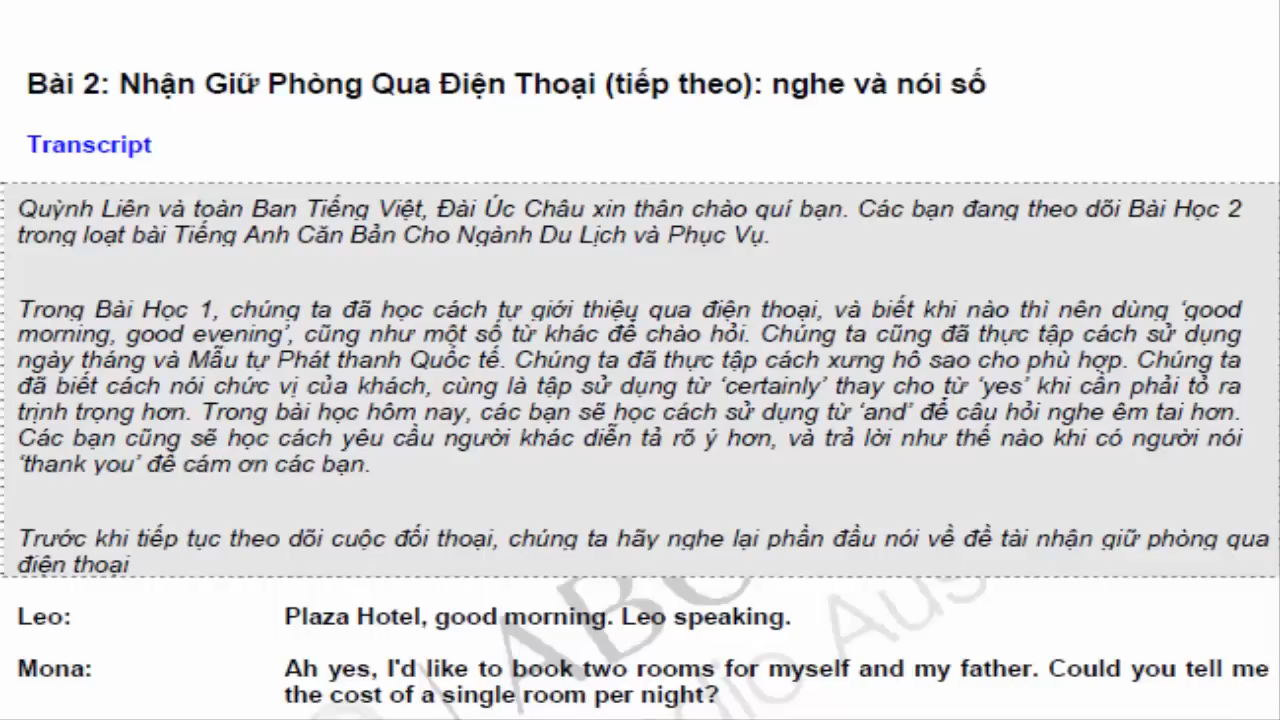 Bài 2: Nhận Giữ Phòng Qua Điện Thoại (tiếp theo): nghe và nói số
Transcript
Quỳnh Liên và toàn Ban Tiếng Việt, Đài Úc Châu xin thân chào quí bạn. Các bạn đang theo dõi Bài Học 2
trong loạt bài Tiếng Anh Căn Bản Cho Ngành Du Lịch và Phục Vụ.
Trong Bài Học 1, chúng ta đã học cách tự giới thiệu qua điện thoại, và biết khi nào thì nên dùng ‘good
morning, good evening’, cũng như một số từ khác để chào hỏi. Chúng ta cũng đã thực tập cách sử dụng
ngày tháng và Mẫu tự Phát thanh Quốc tế. Chúng ta đã thực tập cách xưng hô sao cho phù hợp. Chúng ta
đã biết cách nói chức vị của khách, cùng là tập sử dụng từ ‘certainly’ thay cho từ ‘yes’ khi cần phải tỏ ra
trịnh trọng hơn. Trong bài học hôm nay, các bạn sẽ học cách sử dụng từ ‘and’ để câu hỏi nghe êm tai hơn.
Các bạn cũng sẽ học cách yêu cầu người khác diễn tả rõ ý hơn, và trả lời như thế nào khi có người nói
‘thank you’ để cám ơn các bạn.
Trước khi tiếp tục theo dõi cuộc đối thoại, chúng ta hãy nghe lại phần đầu nói về đề tài nhận giữ phòng qua
điện thoại
Leo: Plaza Hotel, good morning. Leo speaking.
Mona: Ah yes, I'd like to book two rooms for myself and my father. Could you tell me
the cost of a single room per night?
ABC
dio Aus